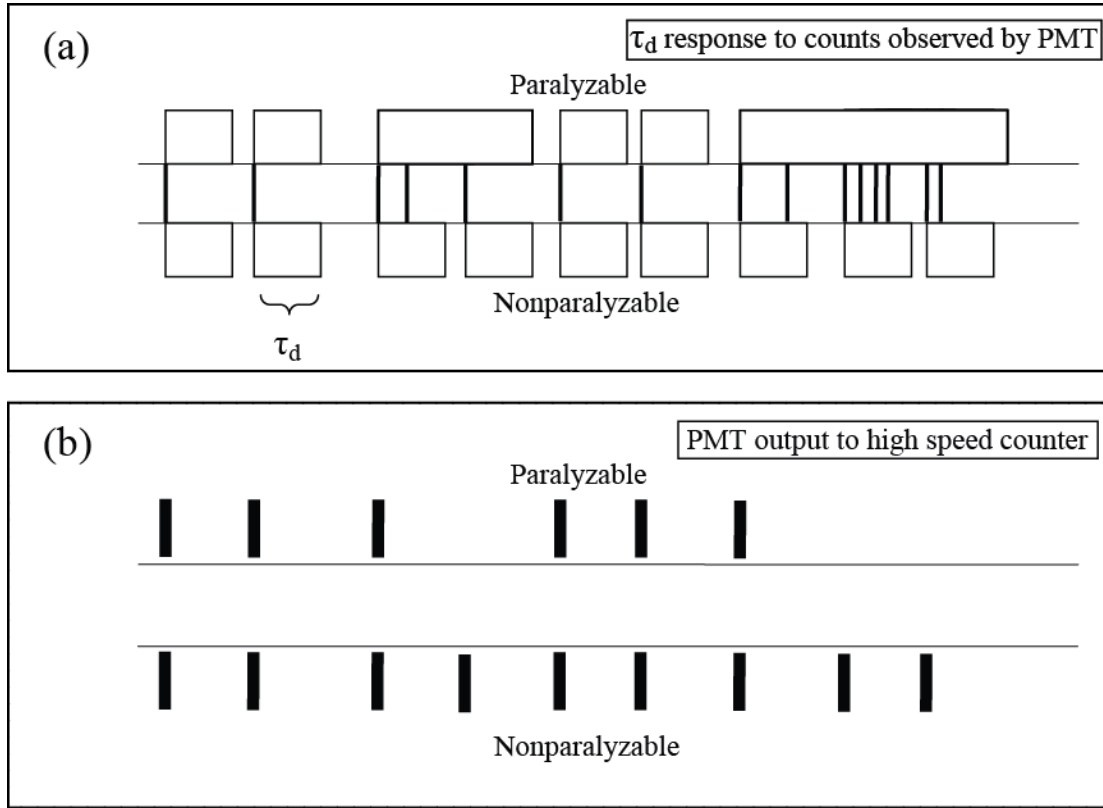 (a)
τd response to counts observed by PMT
Paralyzable
Nonparalyzable
τd
(b)
PMT output to high speed counter
Paralyzable
Nonparalyzable